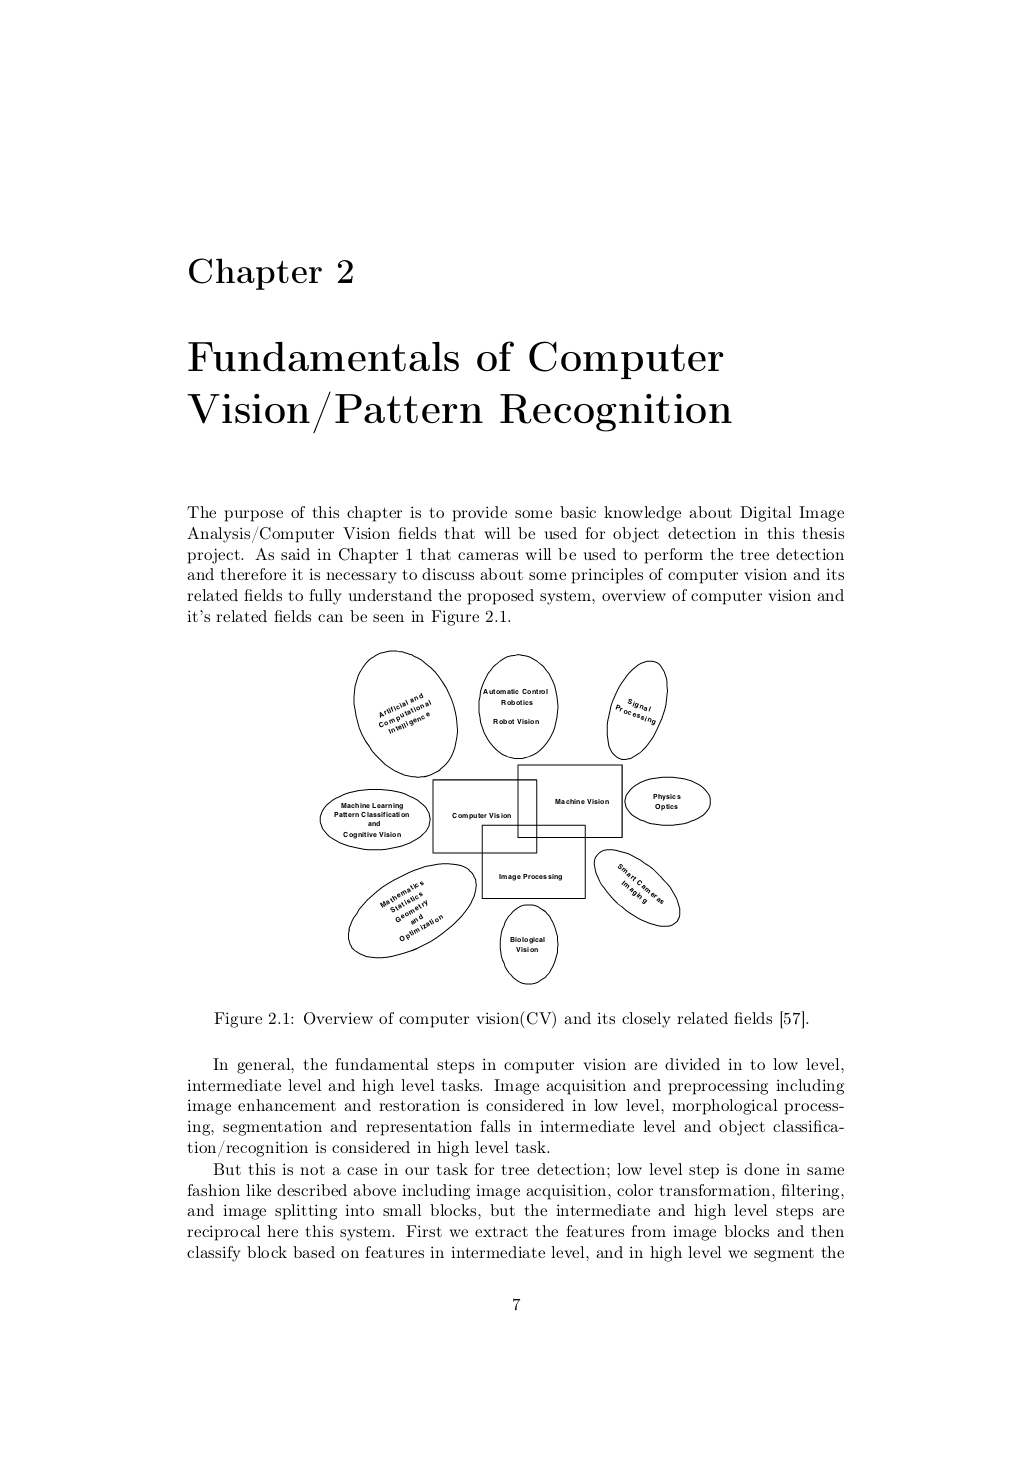 Chapter 2
Fundamentals of Computer
Vision/Pattern Recognition
The purpose of this chapter is to provide some basic knowledge about Digital Image
Analysis/Computer Vision fields that will be used for object detection in this thesis
project. As said in Chapter 1 that cameras will be used to perform the tree detection
and therefore it is necessary to discuss about some principles of computer vision and its
related fields to fully understand the proposed system, overview of computer vision and
it's related fields can be seen in Figure 2.1.
Artificial and
Computational
Intelligence
Automatic Control
Robotics
Robot Vision
Signal
Processing
Machine Learning
Pattern Classification
and
Cognitive Vision
Computer Vision
Machine Vision
Physics
Optics
Image Processing
Smart Cameras
Imaging
Mathematics
Statistics
Geometry
and
Optimization
Biological
Vision
Figure 2.1: Overview of computer vision(CV) and its closely related fields [57].
In general, the fundamental steps in computer vision are divided in to low level,
intermediate level and high level tasks. Image acquisition and preprocessing including
image enhancement and restoration is considered in low level, morphological process-
ing, segmentation and representation falls in intermediate level and object classifica-
tion/recognition is considered in high level task.
But this is not a case in our task for tree detection; low level step is done in same
fashion like described above including image acquisition, color transformation, filtering,
and image splitting into small blocks, but the intermediate and high level steps are
reciprocal here this system. First we extract the features from image blocks and then
classify block based on features in intermediate level, and in high level we segment the
7